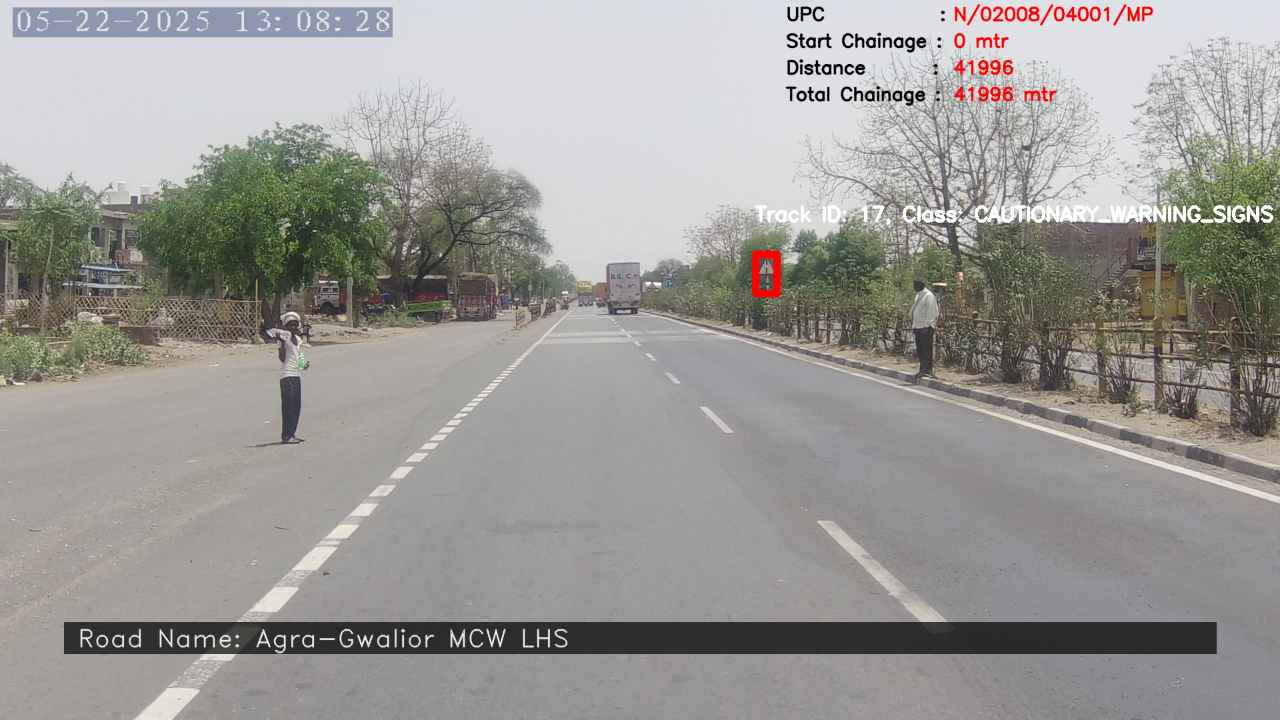 05-22-2025 13:08:28
UPC : N/02008/04001/MP
Start Chainage : 0 mtr
Distance : 41996
Total Chainage : 41996 mtr
Track ID: 17, Class: CAUTIONARY_WARNING_SIGNS
Road Name: Agra-Gwalior MCW LHS